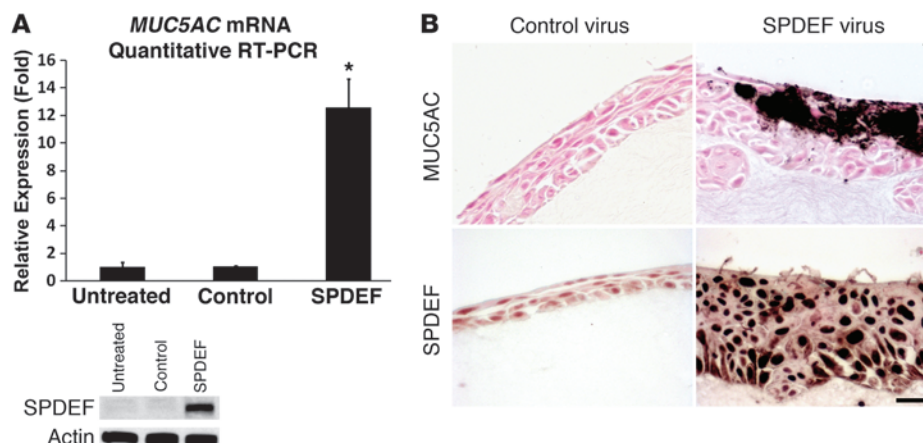 A
MUC5AC mRNA
Quantitative RT-PCR
Relative Expression (Fold)
16
14
12
10
8
6
4
2
0
*
Untreated
Control
SPDEF
Untreated
Control
SPDEF
SPDEF
Actin
B
Control virus
SPDEF virus
MUC5AC
SPDEF